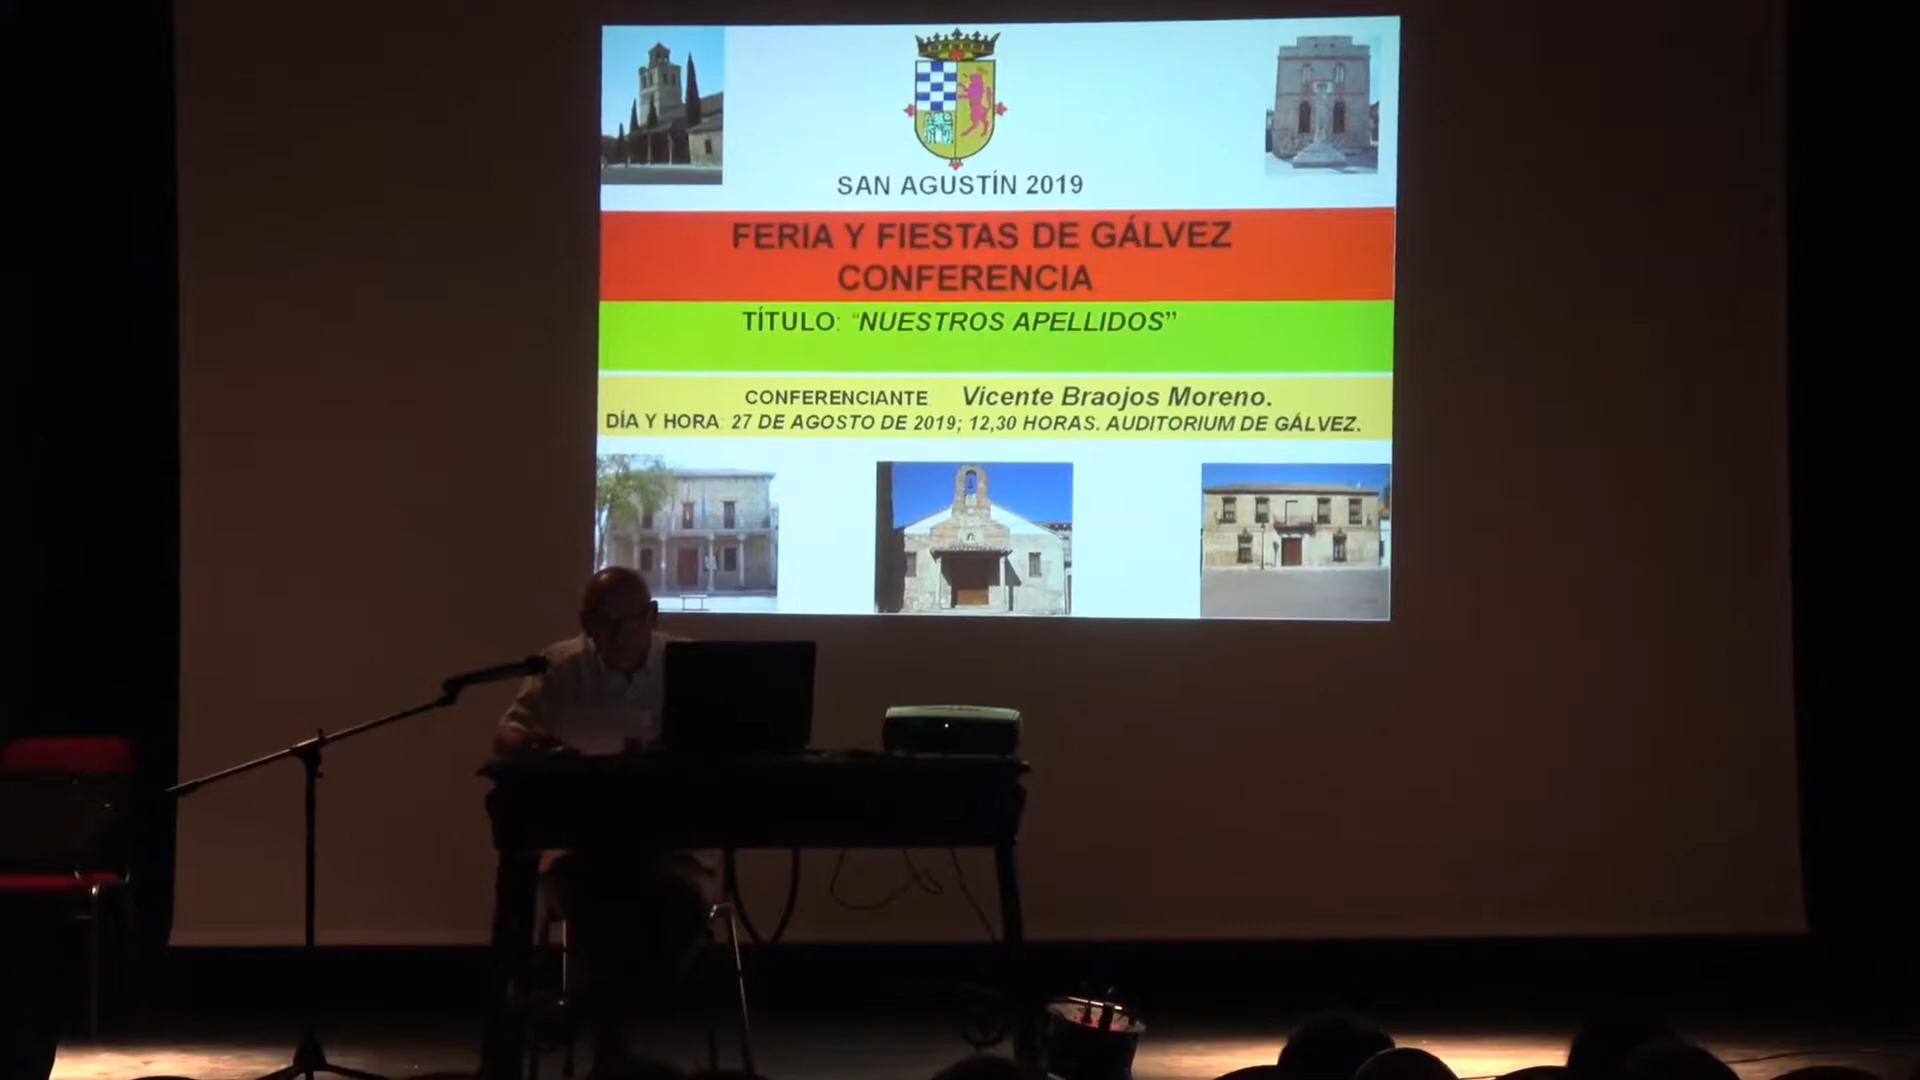 SAN AGUSTÍN 2019
FERIA Y FIESTAS DE GÁLVEZ
CONFERENCIA
TÍTULO: “NUESTROS APELLIDOS”
CONFERENCIANTE: Vicente Braojos Moreno.
DÍA Y HORA: 27 DE AGOSTO DE 2019; 12,30 HORAS. AUDITORIUM DE GÁLVEZ.